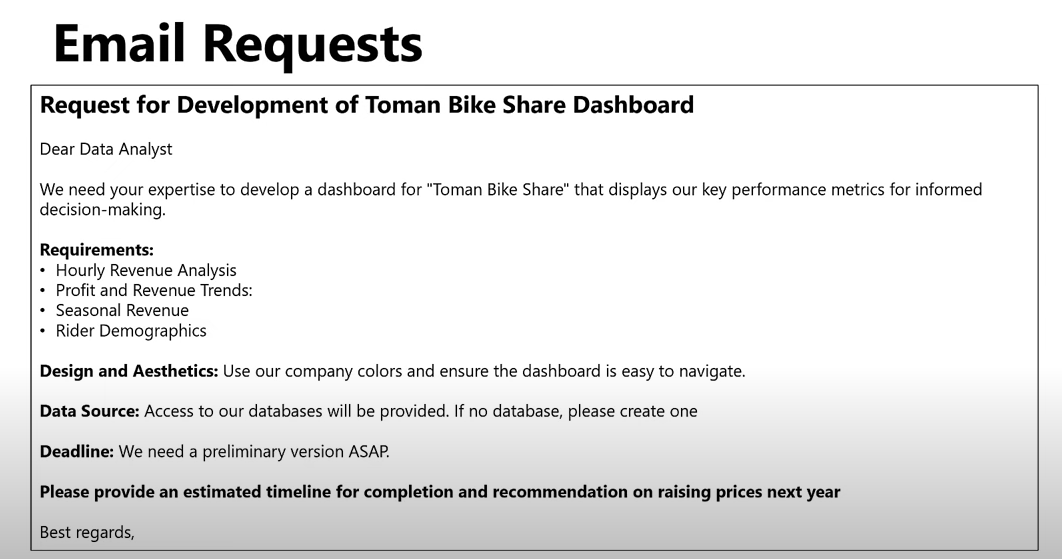 Email Requests
Request for Development of Toman Bike Share Dashboard
Dear Data Analyst
We need your expertise to develop a dashboard for "Toman Bike Share" that displays our key performance metrics for informed
decision-making.
Requirements:
• Hourly Revenue Analysis
• Profit and Revenue Trends:
• Seasonal Revenue
• Rider Demographics
Design and Aesthetics: Use our company colors and ensure the dashboard is easy to navigate.
Data Source: Access to our databases will be provided. If no database, please create one
Deadline: We need a preliminary version ASAP.
Please provide an estimated timeline for completion and recommendation on raising prices next year
Best regards,